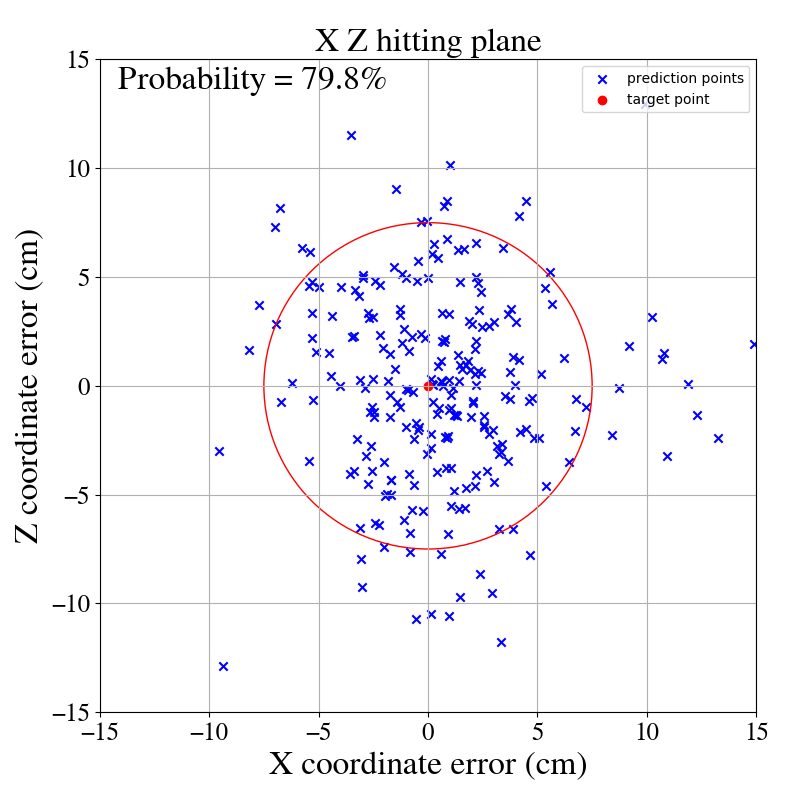 X Z hitting plane
Probability = 79.8%
prediction points
target point
15
10
5
0
−5
−10
−15
−15
−10
−5
0
5
10
15
Z coordinate error (cm)
X coordinate error (cm)